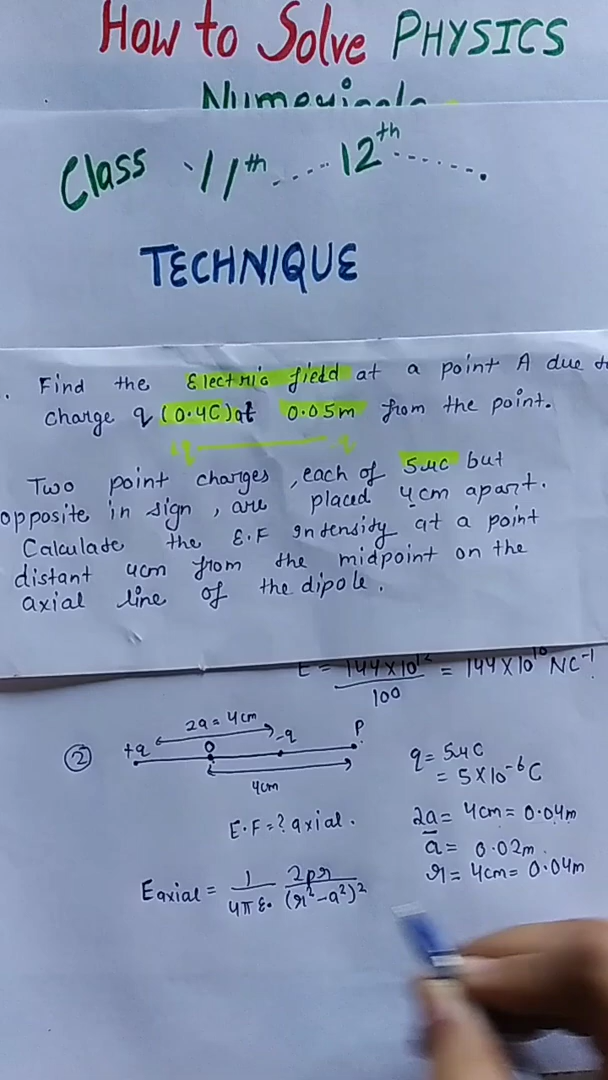 How to Solve PHYSICS
Numericals
Class 11th ..... 12th .......
TECHNIQUE
. Find the Electric field at a point A due to
charge q (0.4C) at 0.05m from the point.
Two point charges, each of 5μC but
opposite in sign, are placed 4cm apart.
Calculate the E.F intensity at a point
distant 4cm from the midpoint on the
axial line of the dipole.
E = 144×10¹² / 100 = 144×10¹⁰ NC⁻¹
②
2a = 4cm
+q O -q P
4cm
q = 5μC
= 5×10⁻⁶C
E.F = ? axial.
2a = 4cm = 0.04m
a = 0.02m
r = 4cm = 0.04m
E axial = 1/4πε₀ 2pr/(r²-a²)²